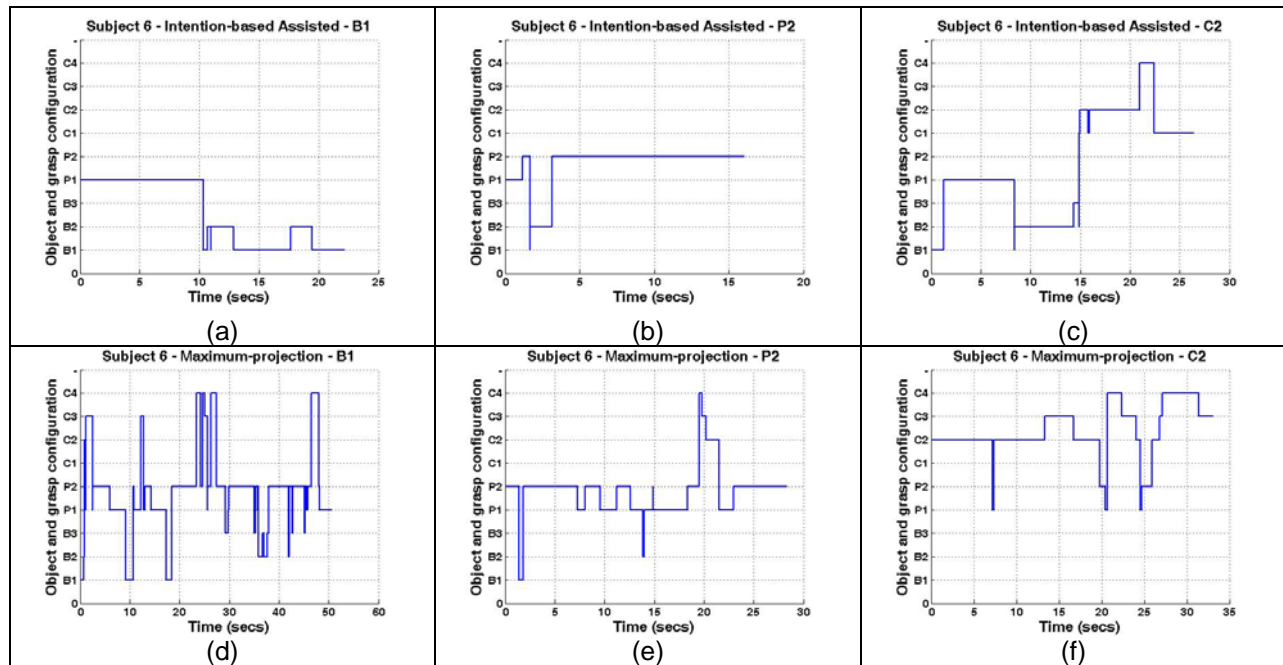 Subject 6 - Intention-based Assisted - B1
Object and grasp configuration
-
C4
C3
C2
C1
P2
P1
B3
B2
B1
0
0 5 10 15 20 25
Time (secs)
(a)
Subject 6 - Intention-based Assisted - P2
Object and grasp configuration
-
C4
C3
C2
C1
P2
P1
B3
B2
B1
0
0 5 10 15 20
Time (secs)
(b)
Subject 6 - Intention-based Assisted - C2
Object and grasp configuration
-
C4
C3
C2
C1
P2
P1
B3
B2
B1
0
0 5 10 15 20 25 30
Time (secs)
(c)
Subject 6 - Maximum-projection - B1
Object and grasp configuration
-
C4
C3
C2
C1
P2
P1
B3
B2
B1
0
0 10 20 30 40 50 60
Time (secs)
(d)
Subject 6 - Maximum-projection - P2
Object and grasp configuration
-
C4
C3
C2
C1
P2
P1
B3
B2
B1
0
0 5 10 15 20 25 30
Time (secs)
(e)
Subject 6 - Maximum-projection - C2
Object and grasp configuration
-
C4
C3
C2
C1
P2
P1
B3
B2
B1
0
0 5 10 15 20 25 30 35
Time (secs)
(f)